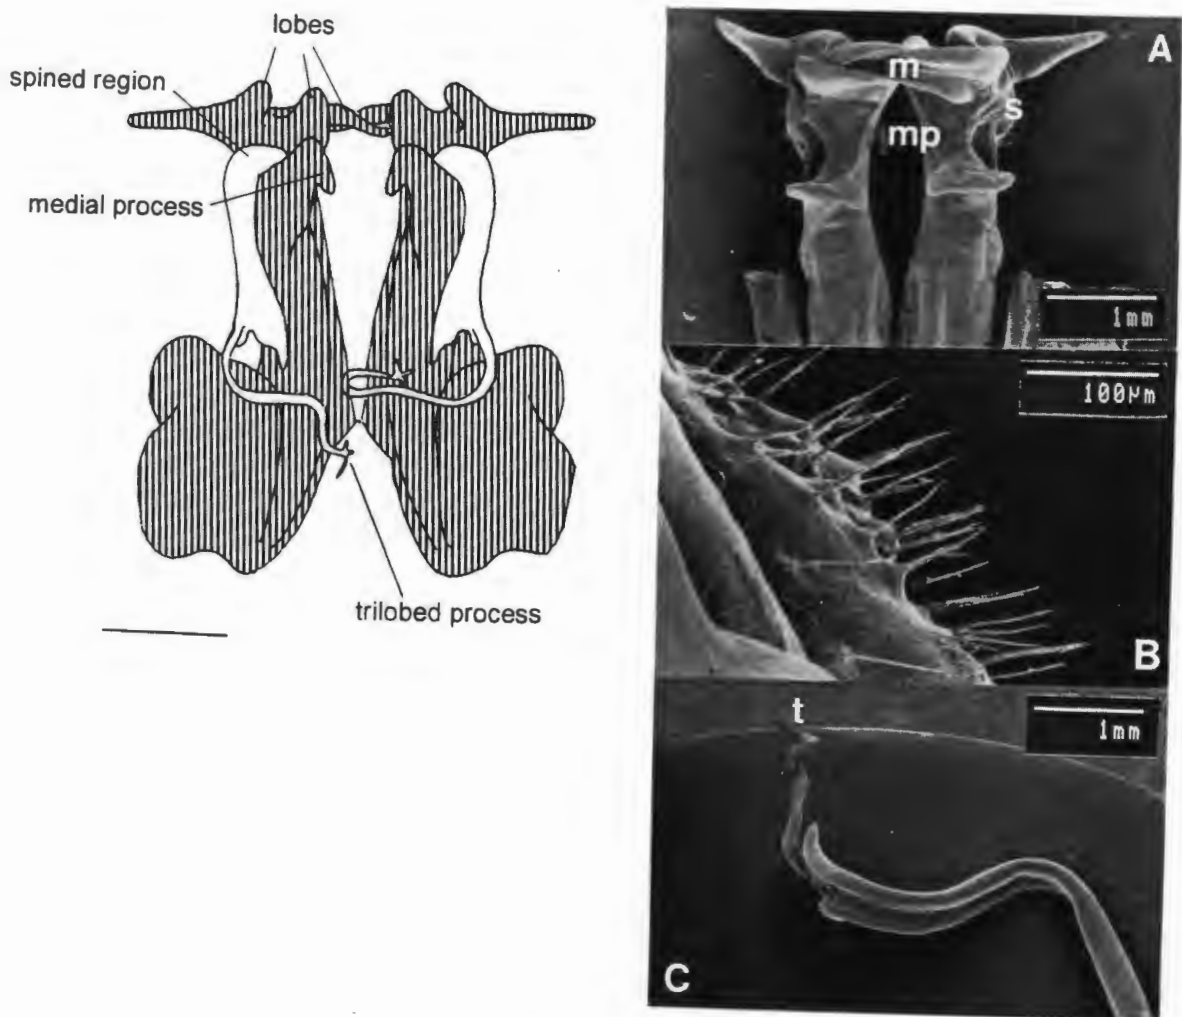 lobes
spined region
medial process
trilobed process
A
m
s
mp
1mm
100µm
B
t
1mm
C